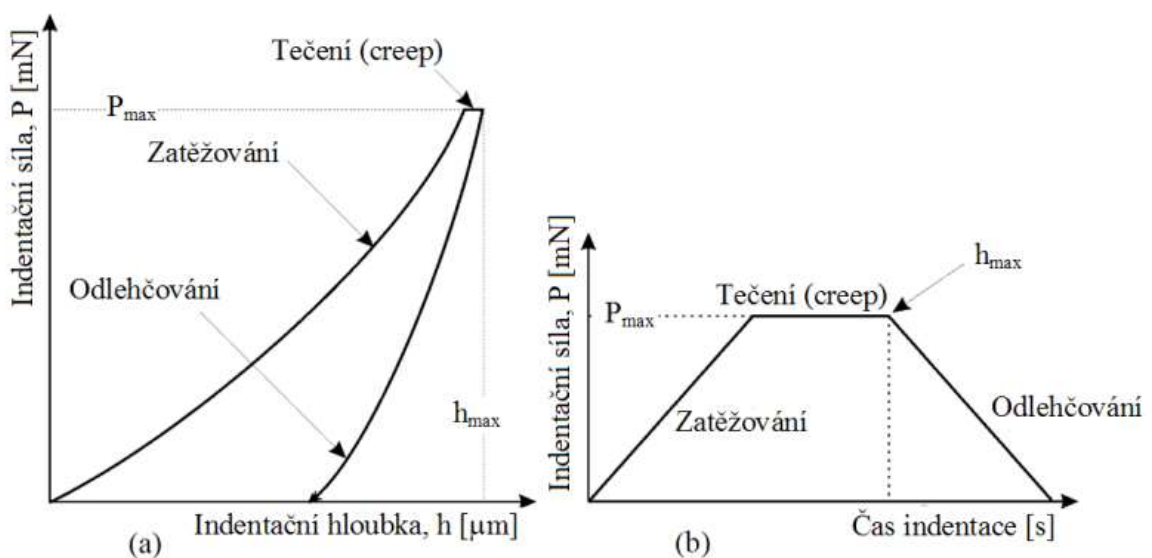 Indentační síla, P [mN]
Tečení (creep)
Pmax
Zatěžování
Odlehčování
hmax
Indentační hloubka, h [µm]
(a)
Indentační síla, P [mN]
hmax
Tečení (creep)
Pmax
Zatěžování
Odlehčování
Čas indentace [s]
(b)